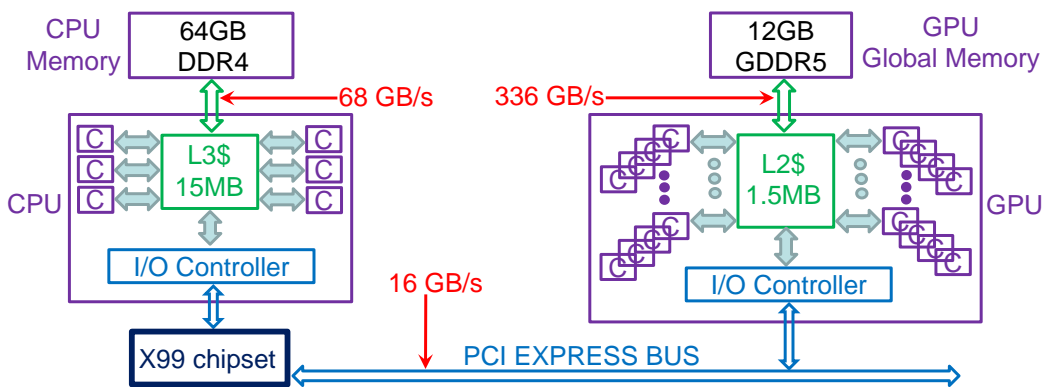 CPU
Memory
64GB
DDR4
12GB
GDDR5
GPU
Global Memory
68 GB/s
336 GB/s
C
C
C
L3$
15MB
C
C
C
CPU
I/O Controller
X99 chipset
C C C C
C C C C
L2$
1.5MB
C C C C
C C C C
GPU
I/O Controller
16 GB/s
PCI EXPRESS BUS